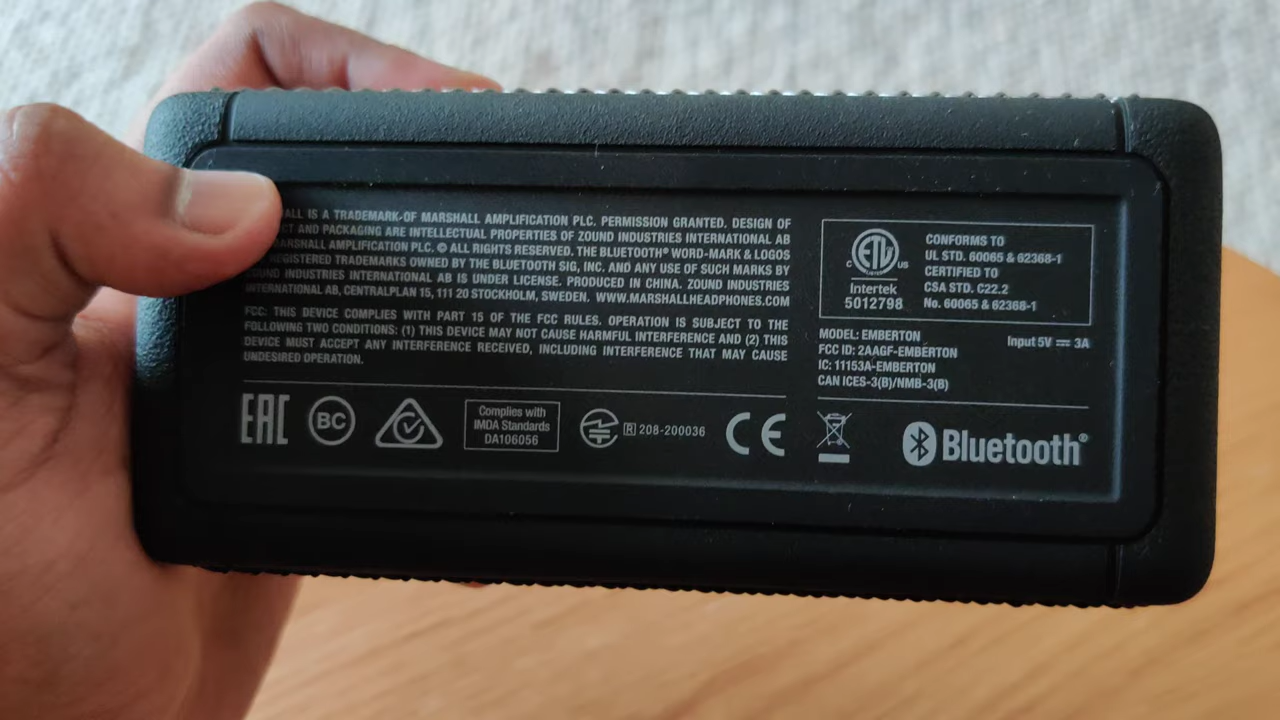 IS A TRADEMARK OF MARSHALL AMPLIFICATION PLC. PERMISSION GRANTED. DESIGN OF
AND PACKAGING ARE INTELLECTUAL PROPERTIES OF ZOUND INDUSTRIES INTERNATIONAL AB
MARSHALL AMPLIFICATION PLC. © ALL RIGHTS RESERVED. THE BLUETOOTH® WORD-MARK & LOGOS
REGISTERED TRADEMARKS OWNED BY THE BLUETOOTH SIG, INC. AND ANY USE OF SUCH MARKS BY
ZOUND INDUSTRIES INTERNATIONAL AB IS UNDER LICENSE. PRODUCED IN CHINA. ZOUND INDUSTRIES
INTERNATIONAL AB, CENTRALPLAN 15, 111 20 STOCKHOLM, SWEDEN. WWW.MARSHALLHEADPHONES.COM
FCC: THIS DEVICE COMPLIES WITH PART 15 OF THE FCC RULES. OPERATION IS SUBJECT TO THE
FOLLOWING TWO CONDITIONS: (1) THIS DEVICE MAY NOT CAUSE HARMFUL INTERFERENCE AND (2) THIS
DEVICE MUST ACCEPT ANY INTERFERENCE RECEIVED, INCLUDING INTERFERENCE THAT MAY CAUSE
UNDESIRED OPERATION.
EAC
BC
Complies with
IMDA Standards
DA106056
R 208-200036
CE
C ETL US
Intertek
5012798
CONFORMS TO
UL STD. 60065 & 62368-1
CERTIFIED TO
CSA STD. C22.2
No. 60065 & 62368-1
MODEL: EMBERTON
FCC ID: 2AAGF-EMBERTON
IC: 11153A-EMBERTON
CAN ICES-3(B)/NMB-3(B)
Input 5V ⎓ 3A
Bluetooth®